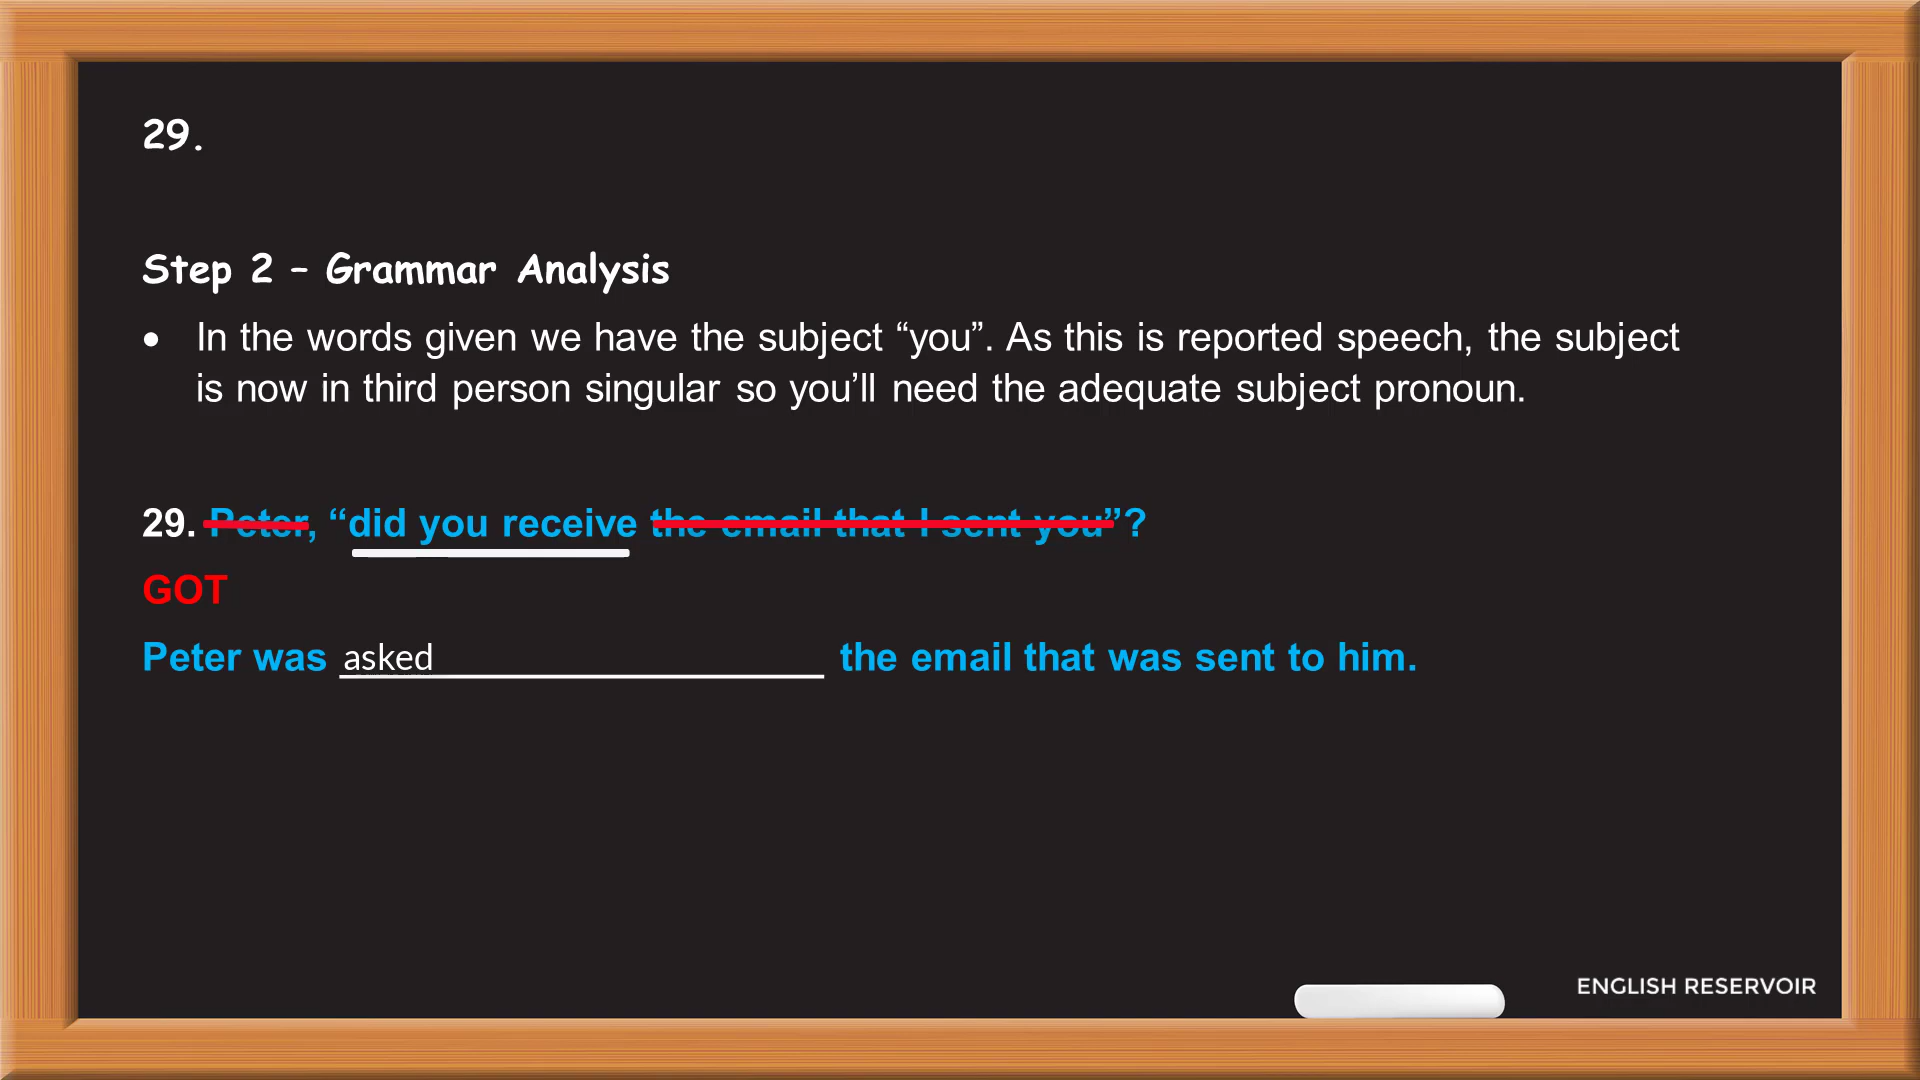 29.
Step 2 – Grammar Analysis
• In the words given we have the subject “you”. As this is reported speech, the subject
is now in third person singular so you’ll need the adequate subject pronoun.
29. Peter, “did you receive the email that I sent you”?
GOT
Peter was asked____________________ the email that was sent to him.
ENGLISH RESERVOIR